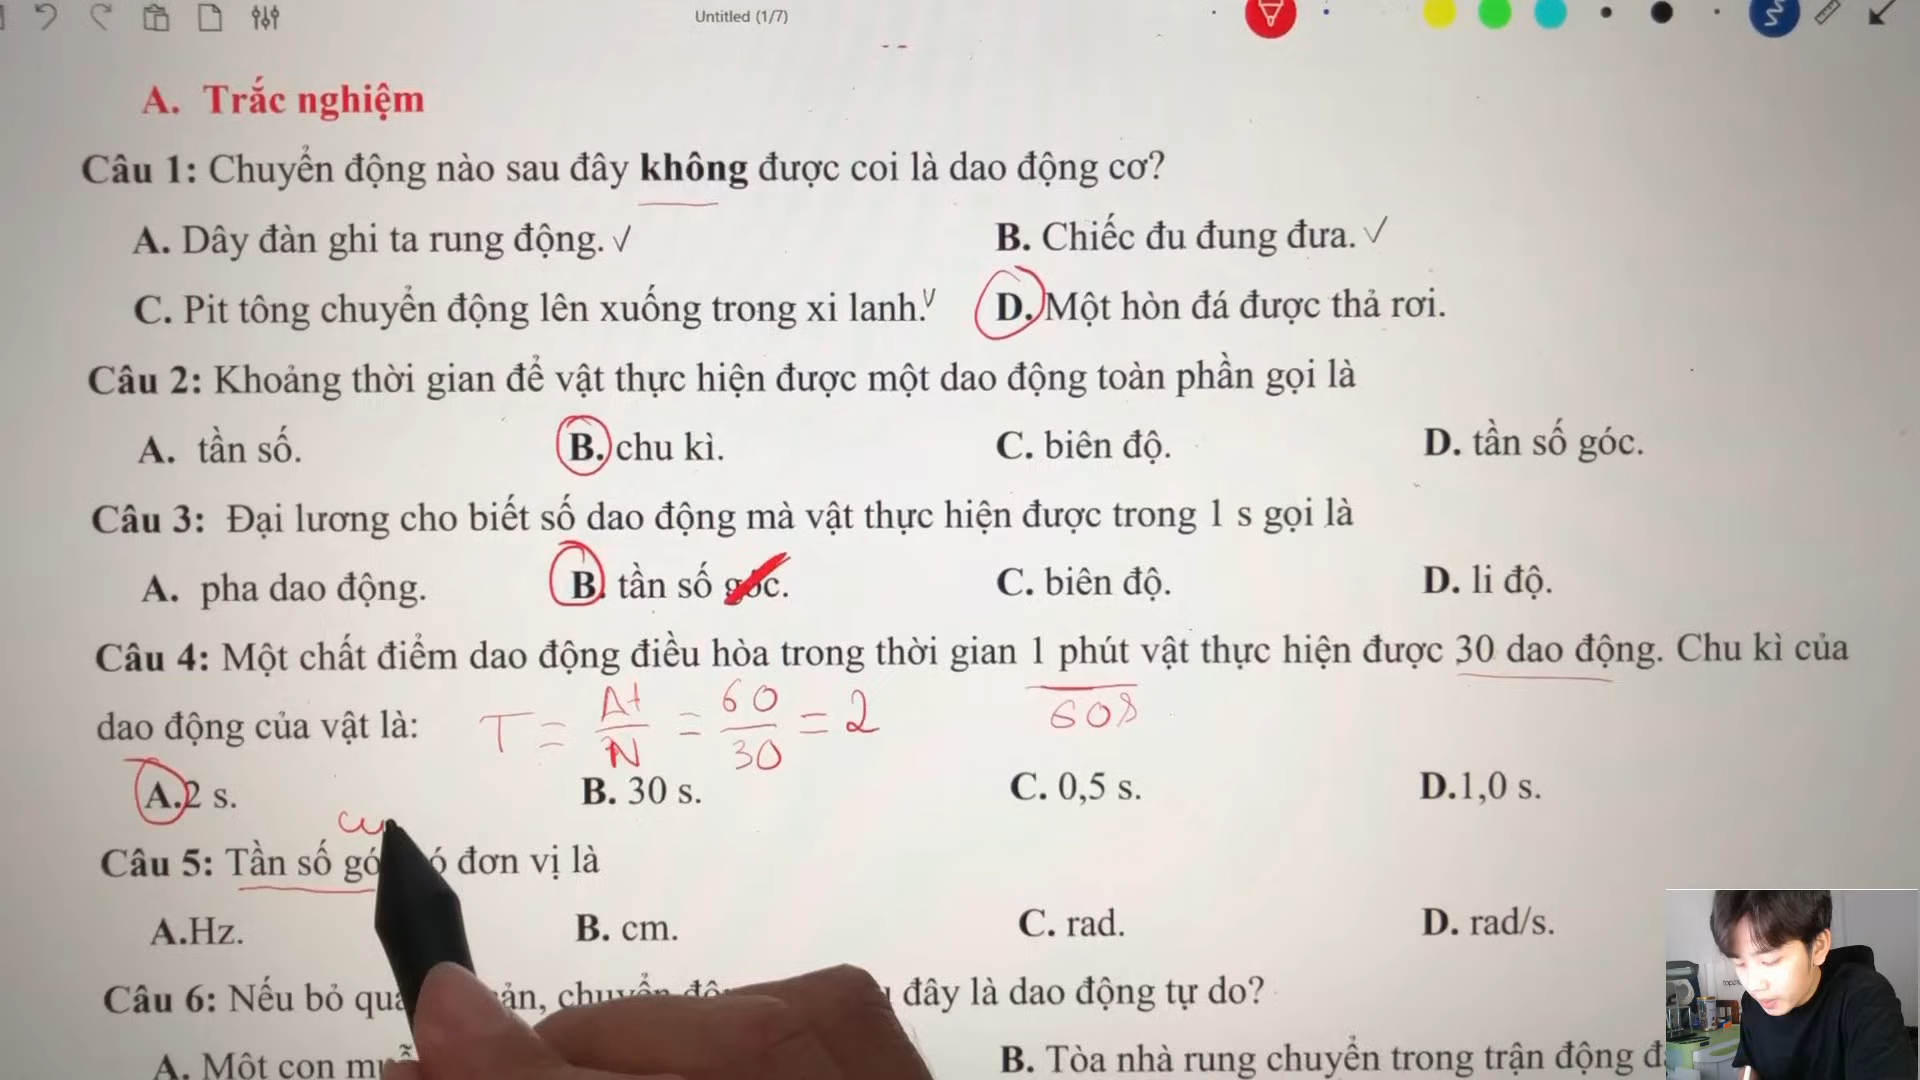 Untitled (1/7)
A. Trắc nghiệm
Câu 1: Chuyển động nào sau đây không được coi là dao động cơ?
A. Dây đàn ghi ta rung động. √
B. Chiếc đu đung đưa. √
C. Pit tông chuyển động lên xuống trong xi lanh. V
D. Một hòn đá được thả rơi.
Câu 2: Khoảng thời gian để vật thực hiện được một dao động toàn phần gọi là
A. tần số.
B. chu kì.
C. biên độ.
D. tần số góc.
Câu 3: Đại lương cho biết số dao động mà vật thực hiện được trong 1 s gọi là
A. pha dao động.
B. tần số góc.
C. biên độ.
D. li độ.
Câu 4: Một chất điểm dao động điều hòa trong thời gian 1 phút vật thực hiện được 30 dao động. Chu kì của
dao động của vật là:
T = Δt/N = 60/30 = 2
60s
A.2 s.
B. 30 s.
C. 0,5 s.
D.1,0 s.
Câu 5: Tần số đơn vị là
A.Hz.
B. cm.
C. rad.
D. rad/s.
Câu 6: Nếu bỏ chuyển đây là dao động tự do?
A. Một con
B. Tòa nhà rung chuyển trong trận động